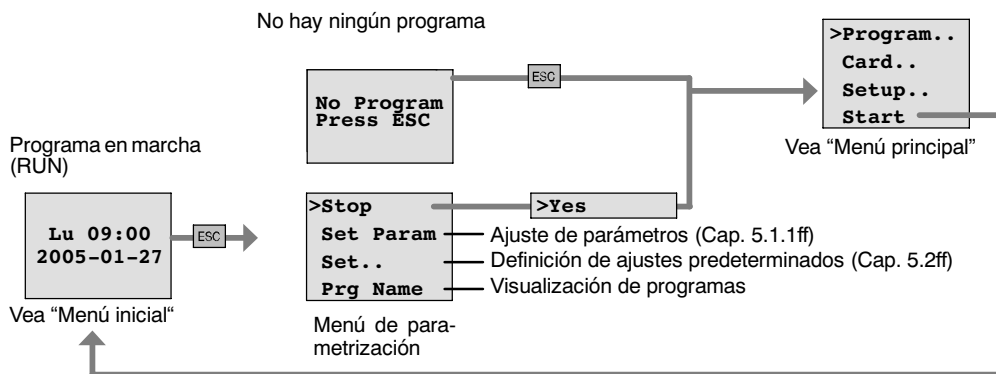 No hay ningún programa
No Program
Press ESC
ESC
>Program..
Card..
Setup..
Start
Vea “Menú principal”
Programa en marcha
(RUN)
Lu 09:00
2005-01-27
Vea “Menú inicial“
ESC
>Stop
Set Param
Set..
Prg Name
>Yes
Ajuste de parámetros (Cap. 5.1.1ff)
Definición de ajustes predeterminados (Cap. 5.2ff)
Visualización de programas
Menú de para-
metrización